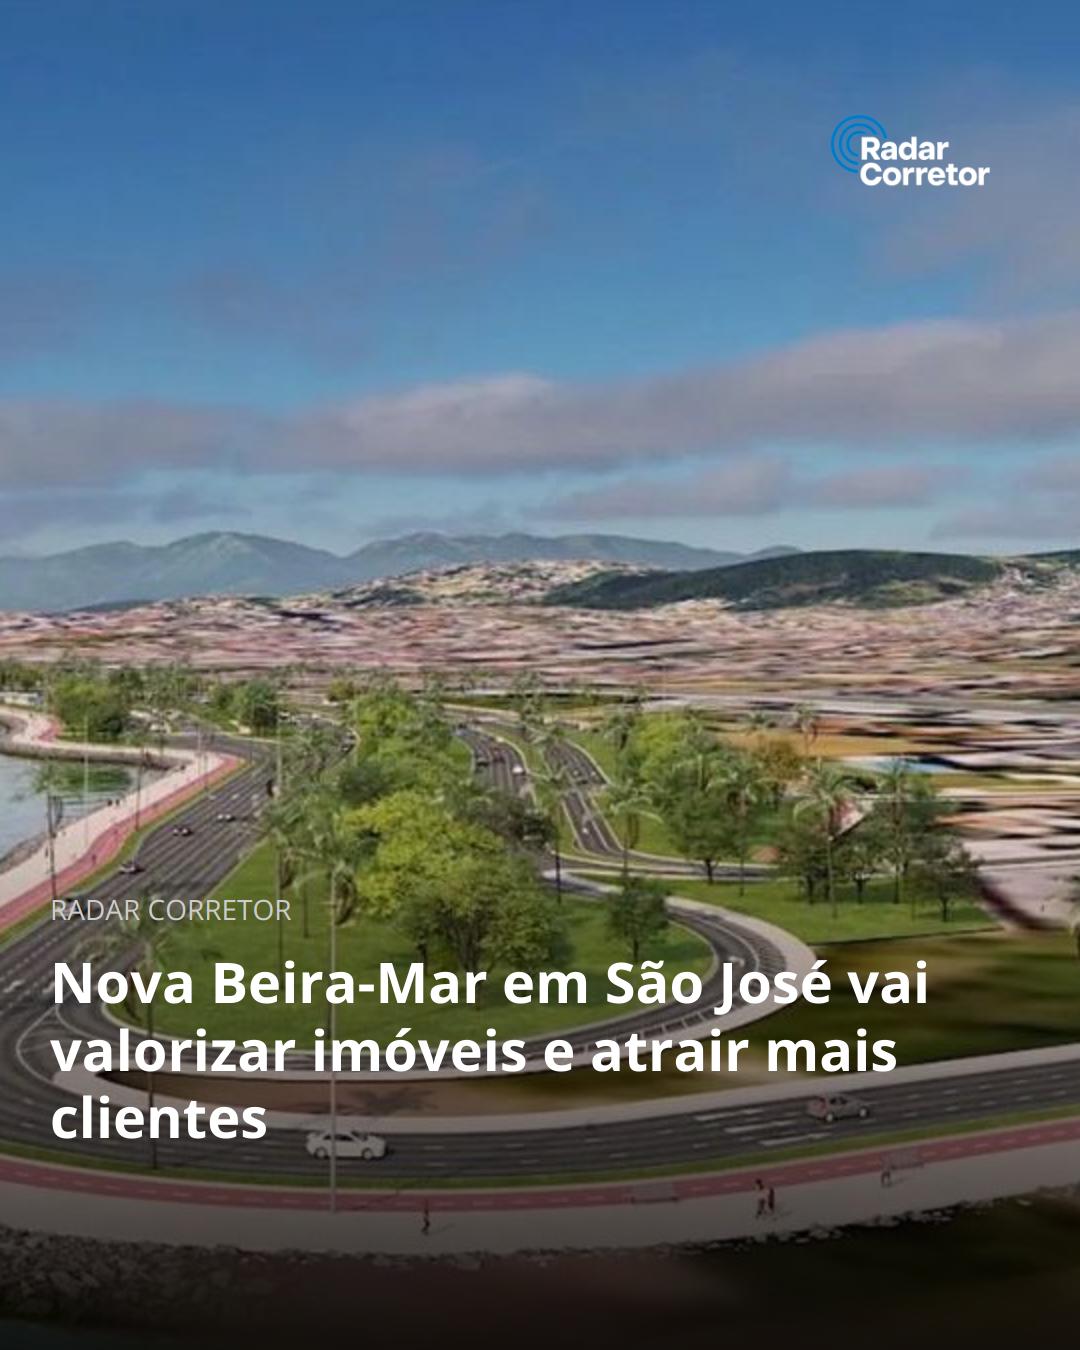 Radar
Corretor
RADAR CORRETOR
Nova Beira-Mar em São José vai
valorizar imóveis e atrair mais
clientes